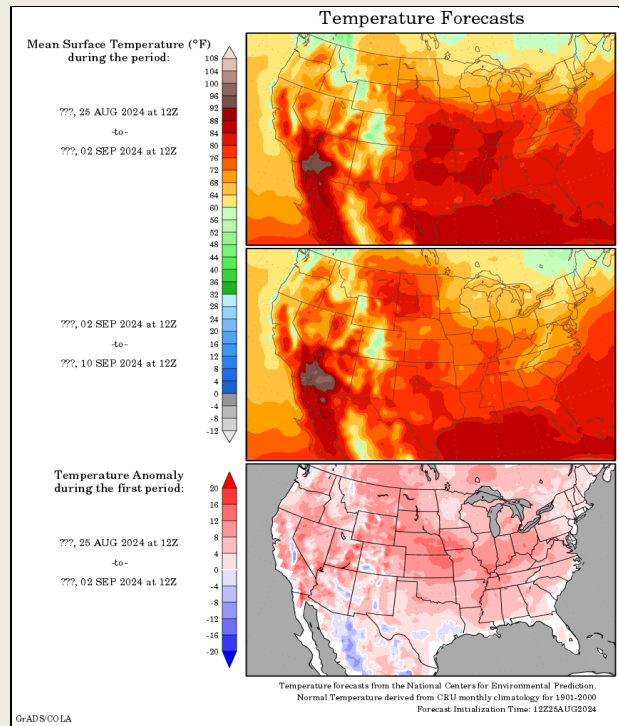 Temperature Forecasts
Mean Surface Temperature (°F)
during the period:
???, 25 AUG 2024 at 12Z
-to-
???, 02 SEP 2024 at 12Z
108
104
100
96
92
88
84
80
76
72
68
64
60
56
52
48
44
40
36
32
28
24
20
16
12
8
4
0
-4
-8
-12
???, 02 SEP 2024 at 12Z
-to-
???, 10 SEP 2024 at 12Z
Temperature Anomaly
during the first period:
???, 25 AUG 2024 at 12Z
-to-
???, 02 SEP 2024 at 12Z
20
16
12
8
4
0
-4
-8
-12
-16
-20
Temperature forecasts from the National Centers for Environmental Prediction.
Normal Temperature derived from CRU monthly climatology for 1901-2000
Forecast Initialization Time: 12Z25AUG2024
GrADS/COLA